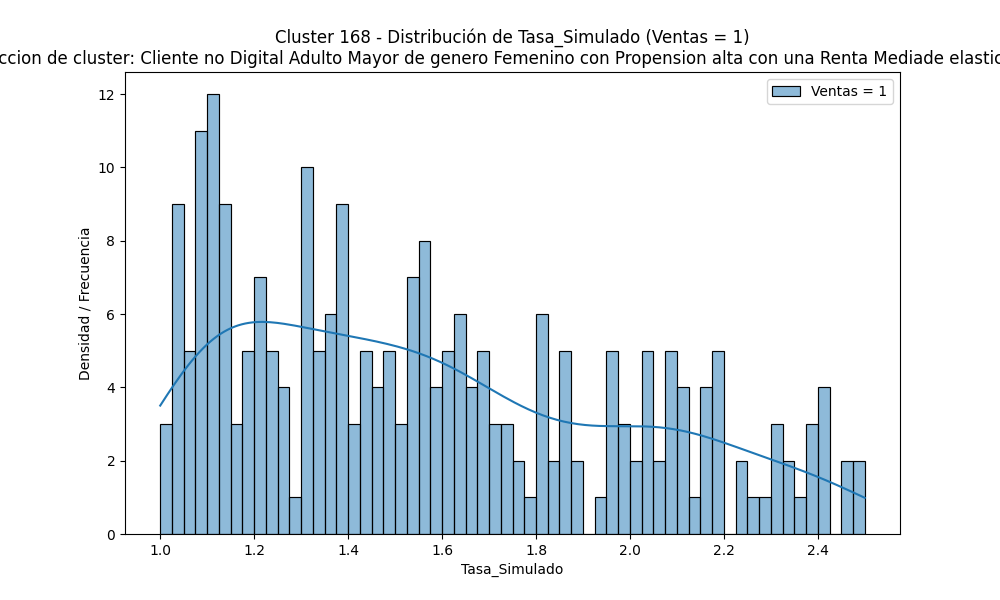 Cluster 168 - Distribución de Tasa_Simulado (Ventas = 1)
ccion de cluster: Cliente no Digital Adulto Mayor de genero Femenino con Propension alta con una Renta Mediade elastic
Ventas = 1
Densidad / Frecuencia
12
10
8
6
4
2
0
1.0 1.2 1.4 1.6 1.8 2.0 2.2 2.4
Tasa_Simulado